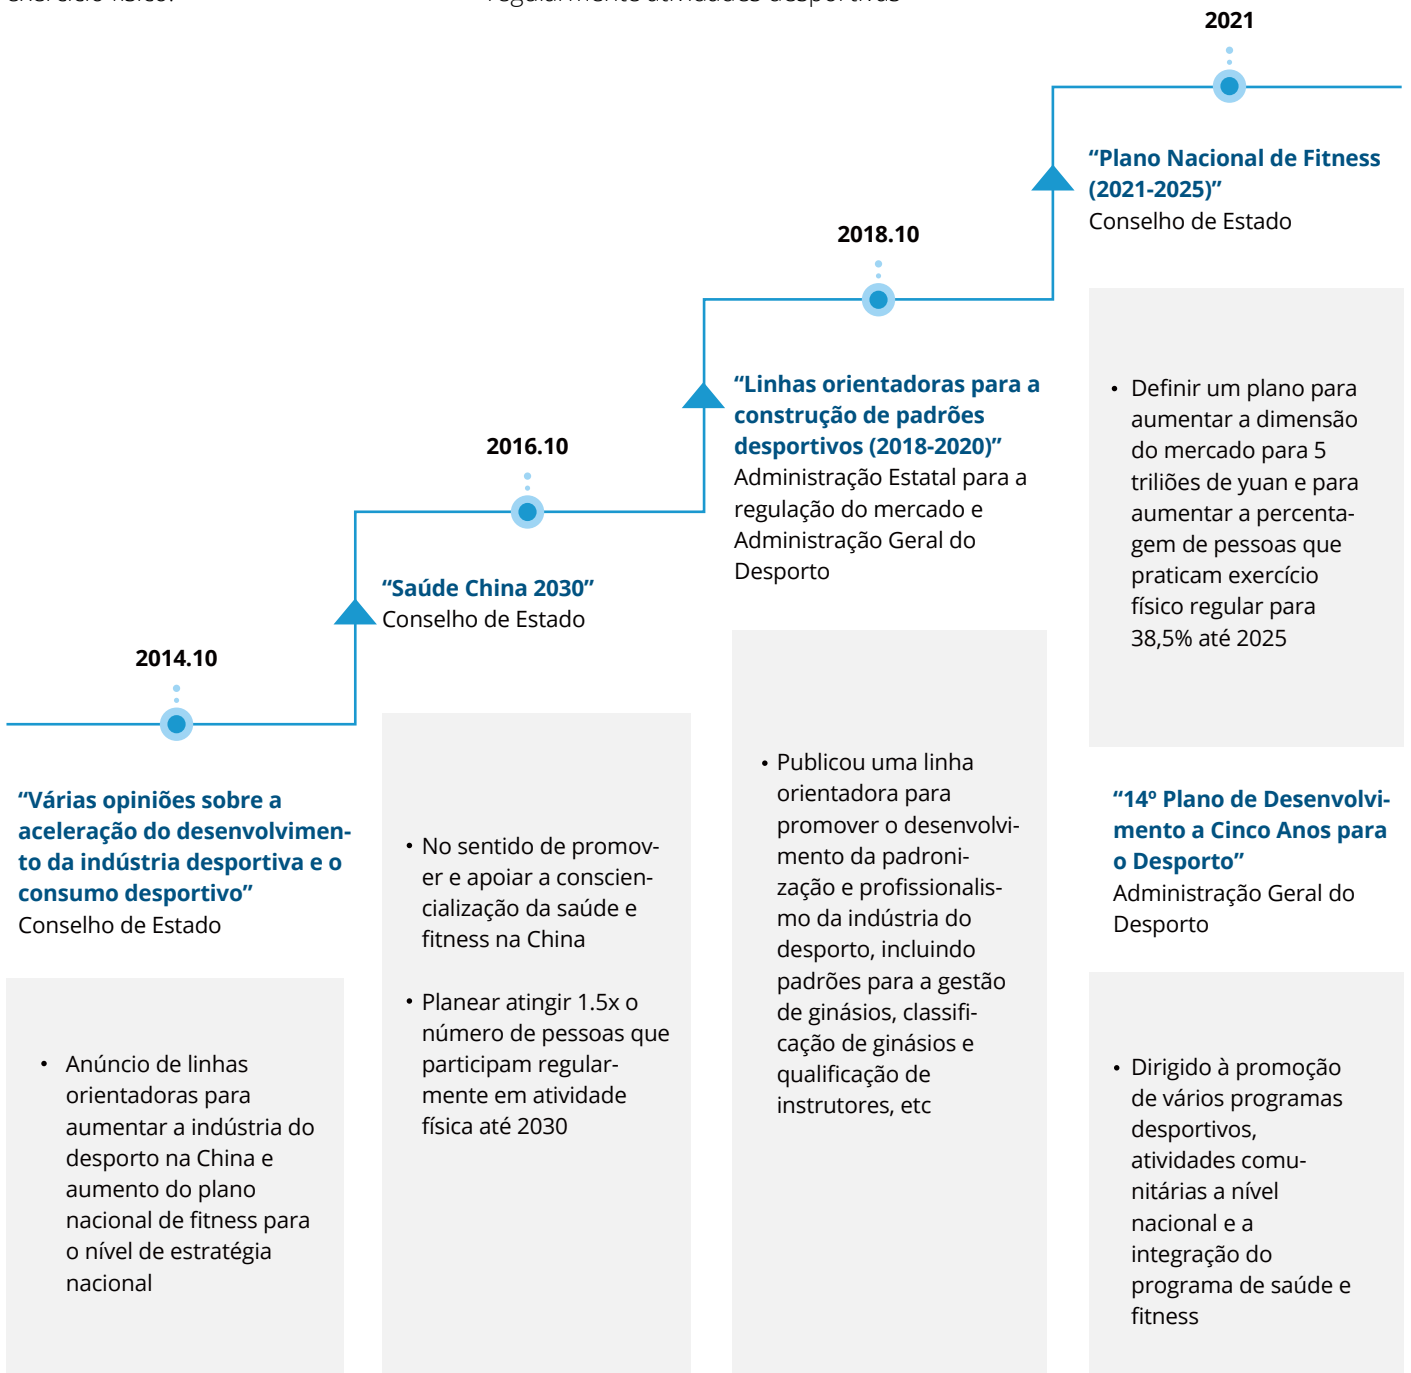 exercício físico.
regularmente atividades desportivas
2014.10
“Várias opiniões sobre a
aceleração do desenvolvimen-
to da indústria desportiva e o
consumo desportivo”
Conselho de Estado
• Anúncio de linhas
orientadoras para
aumentar a indústria do
desporto na China e
aumento do plano
nacional de fitness para
o nível de estratégia
nacional
2016.10
“Saúde China 2030”
Conselho de Estado
• No sentido de promov-
er e apoiar a conscien-
cialização da saúde e
fitness na China
• Planear atingir 1.5x o
número de pessoas que
participam regular-
mente em atividade
física até 2030
2018.10
“Linhas orientadoras para a
construção de padrões
desportivos (2018-2020)”
Administração Estatal para a
regulação do mercado e
Administração Geral do
Desporto
• Publicou uma linha
orientadora para
promover o desenvolvi-
mento da padroni-
zação e profissionalis-
mo da indústria do
desporto, incluindo
padrões para a gestão
de ginásios, classifi-
cação de ginásios e
qualificação de
instrutores, etc
2021
“Plano Nacional de Fitness
(2021-2025)”
Conselho de Estado
• Definir um plano para
aumentar a dimensão
do mercado para 5
triliões de yuan e para
aumentar a percenta-
gem de pessoas que
praticam exercício
físico regular para
38,5% até 2025
“14º Plano de Desenvolvi-
mento a Cinco Anos para
o Desporto”
Administração Geral do
Desporto
• Dirigido à promoção
de vários programas
desportivos,
atividades comu-
nitárias a nível
nacional e a
integração do
programa de saúde e
fitness